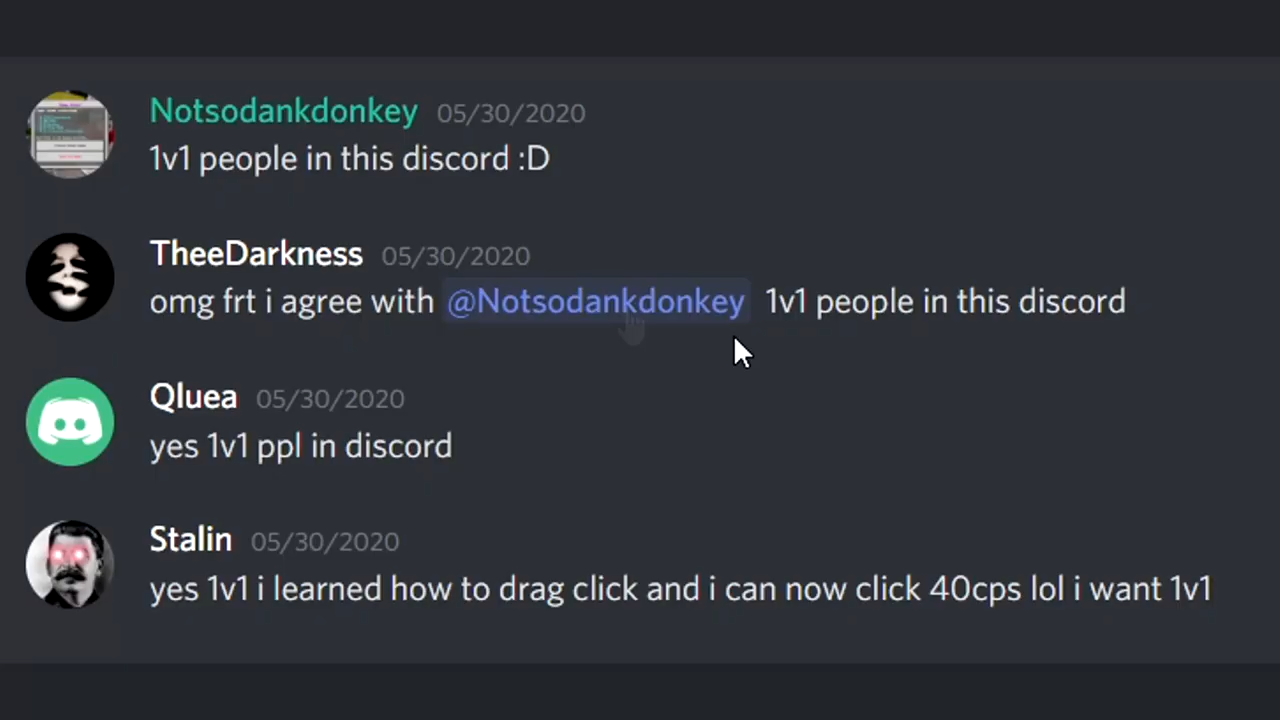 Notsodankdonkey 05/30/2020
1v1 people in this discord :D
TheeDarkness 05/30/2020
omg frt i agree with @Notsodankdonkey 1v1 people in this discord
Qluea 05/30/2020
yes 1v1 ppl in discord
Stalin 05/30/2020
yes 1v1 i learned how to drag click and i can now click 40cps lol i want 1v1